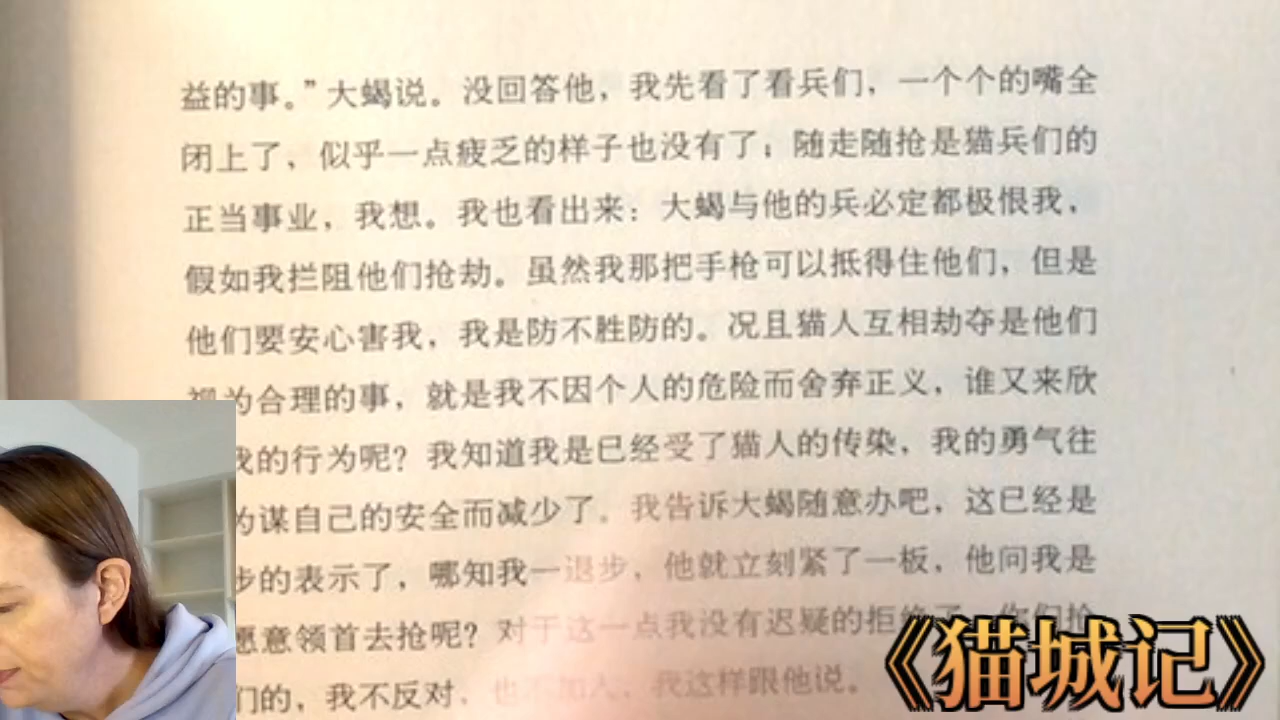 益的事。”大蝎说。没回答他，我先看了看兵们，一个个的嘴全
闭上了，似乎一点疲乏的样子也没有了；随走随抢是猫兵们的
正当事业，我想。我也看出来：大蝎与他的兵必定都极恨我，
假如我拦阻他们抢劫。虽然我那把手枪可以抵得住他们，但是
他们要安心害我，我是防不胜防的。况且猫人互相劫夺是他们
视为合理的事，就是我不因个人的危险而舍弃正义，谁又来欣
我的行为呢？我知道我是已经受了猫人的传染，我的勇气往
为谋自己的安全而减少了。我告诉大蝎随意办吧，这已经是
步的表示了，哪知我一退步，他就立刻紧了一板，他问我是
愿意领首去抢呢？对于这一点我没有迟疑的拒绝了。你们抢
们的，我不反对，也不加入，我这样跟他说。
《猫城记》